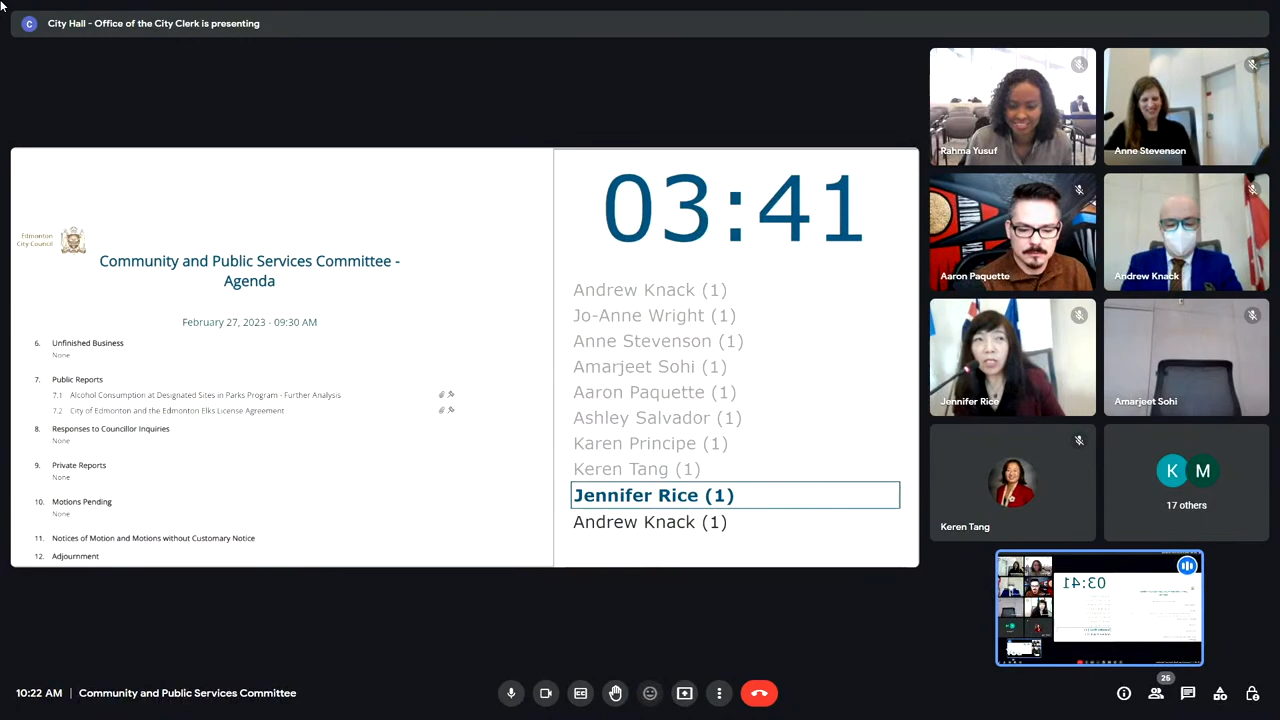 C City Hall - Office of the City Clerk is presenting
Edmonton
City Council
Community and Public Services Committee -
Agenda
February 27, 2023 - 09:30 AM
6. Unfinished Business
None
7. Public Reports
7.1 Alcohol Consumption at Designated Sites in Parks Program - Further Analysis
7.2 City of Edmonton and the Edmonton Elks License Agreement
8. Responses to Councillor Inquiries
None
9. Private Reports
None
10. Motions Pending
None
11. Notices of Motion and Motions without Customary Notice
12. Adjournment
03:41
Andrew Knack (1)
Jo-Anne Wright (1)
Anne Stevenson (1)
Amarjeet Sohi (1)
Aaron Paquette (1)
Ashley Salvador (1)
Karen Principe (1)
Keren Tang (1)
Jennifer Rice (1)
Andrew Knack (1)
Rahma Yusuf
Anne Stevenson
Aaron Paquette
Andrew Knack
Jennifer Rice
Amarjeet Sohi
Keren Tang
K M
17 others
03:41
10:22 AM | Community and Public Services Committee
26